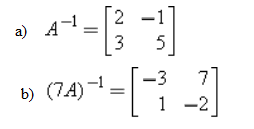 a) A⁻¹ = [2 −1
3 5]
b) (7A)⁻¹ = [−3 7
1 −2]